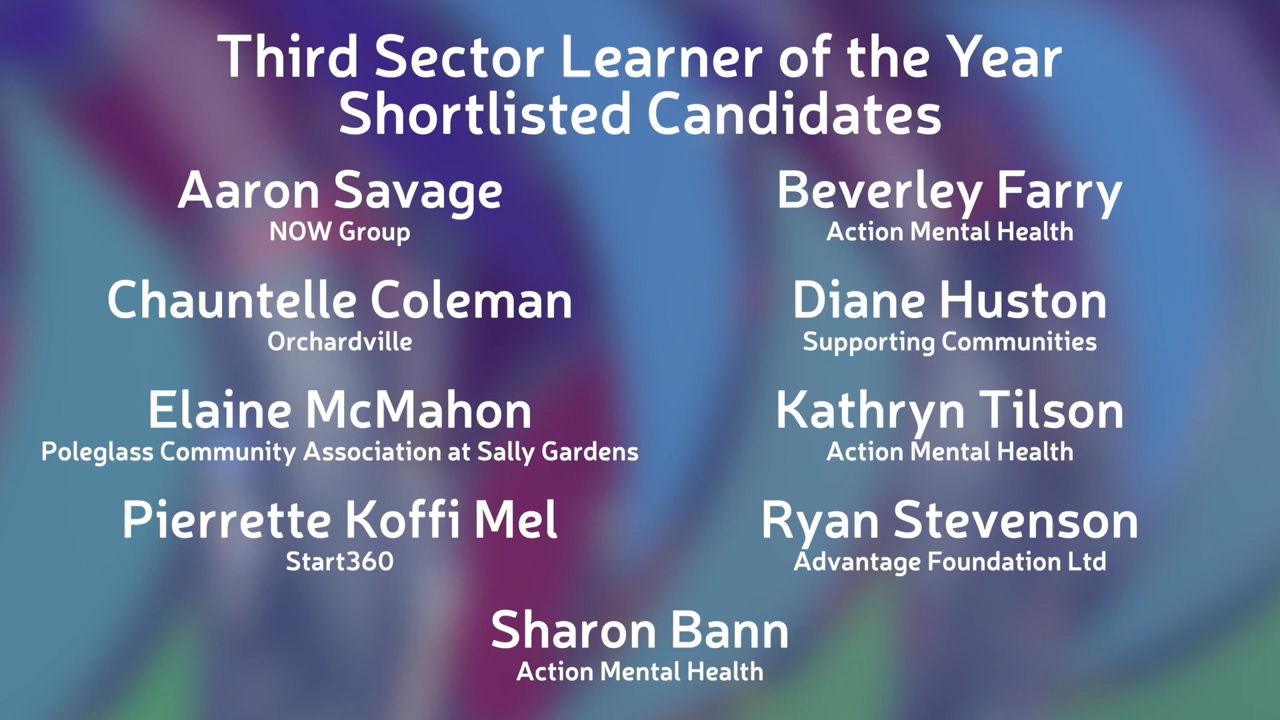 Third Sector Learner of the Year
Shortlisted Candidates
Aaron Savage
NOW Group
Beverley Farry
Action Mental Health
Chauntelle Coleman
Orchardville
Diane Huston
Supporting Communities
Elaine McMahon
Poleglass Community Association at Sally Gardens
Kathryn Tilson
Action Mental Health
Pierrette Koffi Mel
Start360
Ryan Stevenson
Advantage Foundation Ltd
Sharon Bann
Action Mental Health